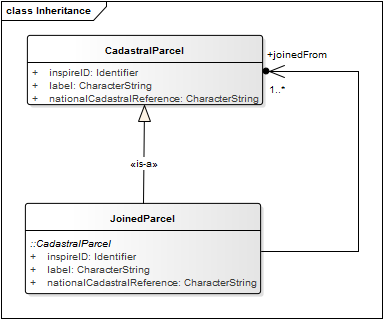 class Inheritance
CadastralParcel
+joinedFrom
+ inspireID: Identifier
+ label: CharacterString
+ nationalCadastralReference: CharacterString
1..*
«is-a»
JoinedParcel
::CadastralParcel
+ inspireID: Identifier
+ label: CharacterString
+ nationalCadastralReference: CharacterString